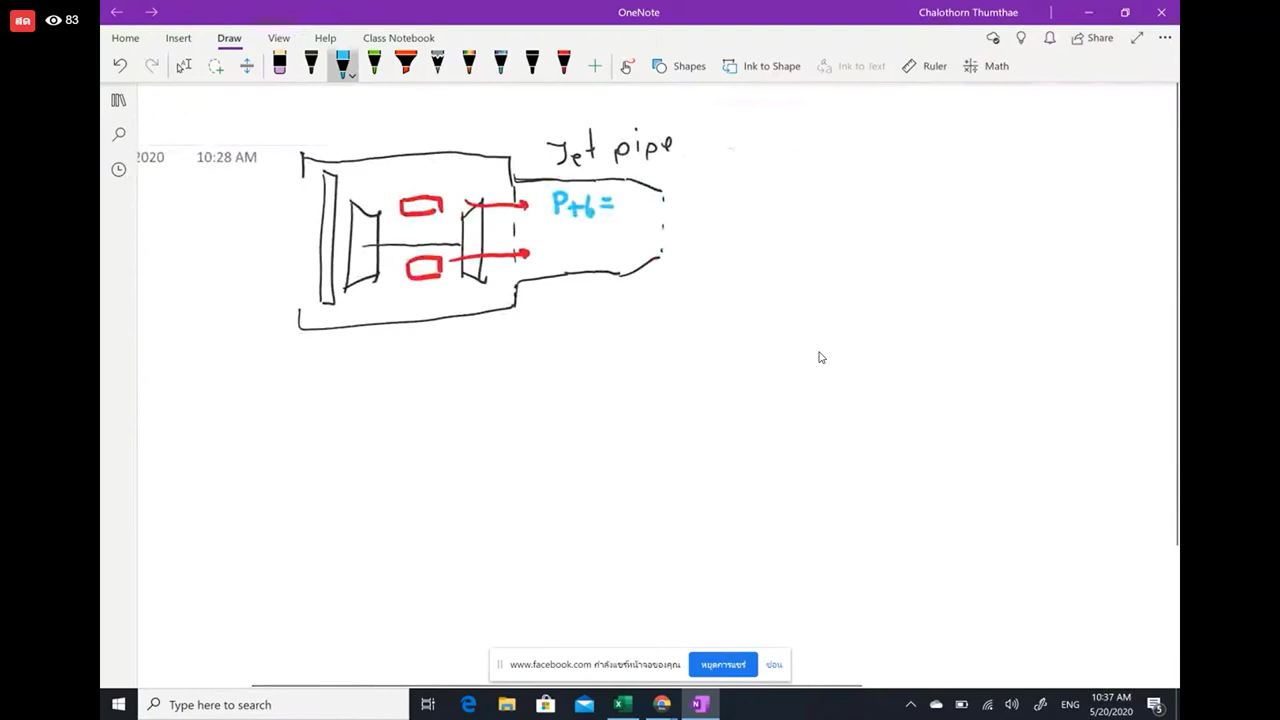 สด 83
OneNote
Chalothorn Thumthae
Home Insert Draw View Help Class Notebook
Share
Shapes Ink to Shape Ink to Text Ruler Math
2020 10:28 AM
Jet pipe
Pt6=
www.facebook.com กำลังแชร์หน้าจอของคุณ หยุดการแชร์ ซ่อน
Type here to search
ENG
10:37 AM
5/20/2020
5